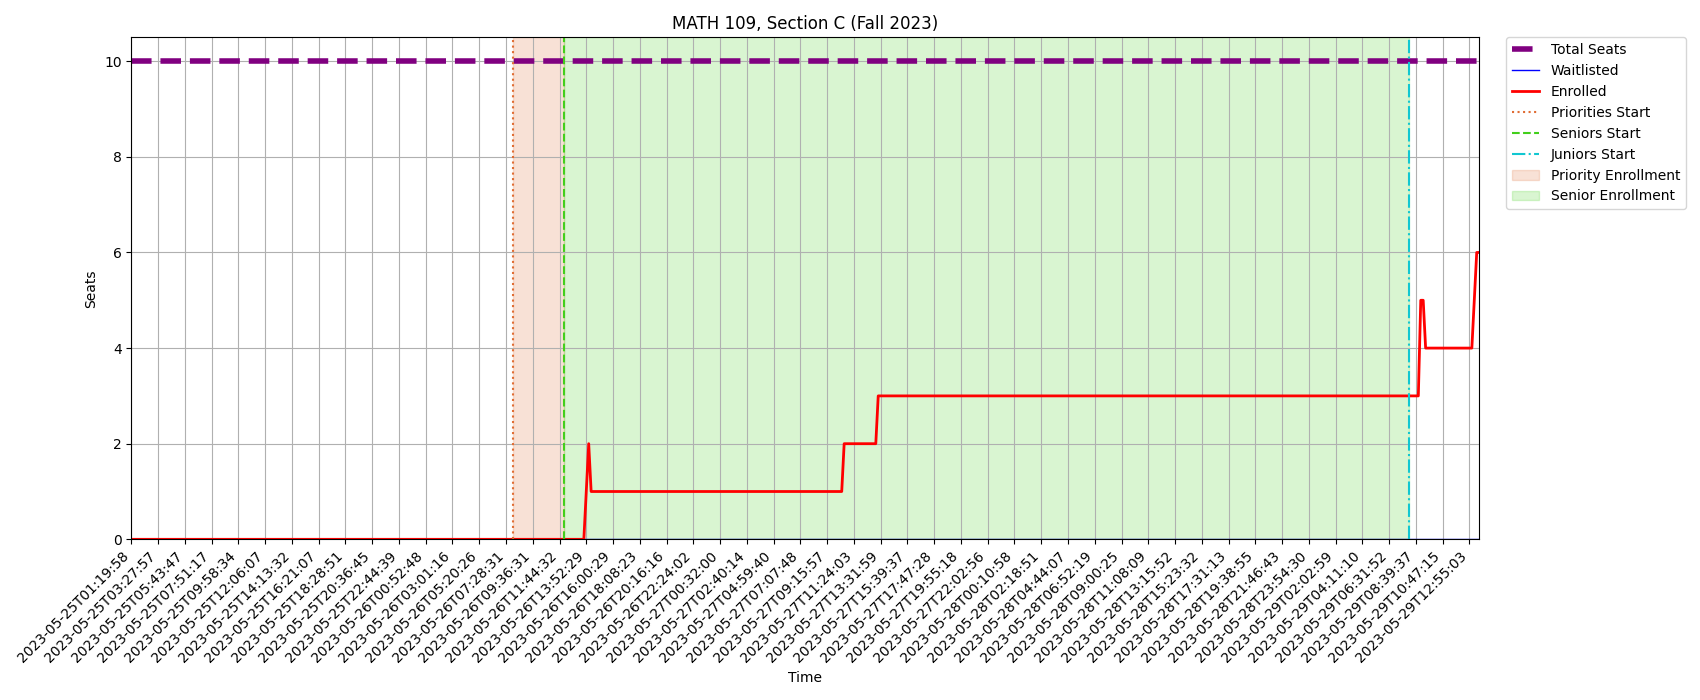 MATH 109, Section C (Fall 2023)
Total Seats
Waitlisted
Enrolled
Priorities Start
Seniors Start
Juniors Start
Priority Enrollment
Senior Enrollment
10
8
6
4
2
0
Seats
2023-05-25T01:19:58
2023-05-25T03:27:57
2023-05-25T05:43:47
2023-05-25T07:51:17
2023-05-25T09:58:34
2023-05-25T12:06:07
2023-05-25T14:13:32
2023-05-25T16:21:07
2023-05-25T18:28:51
2023-05-25T20:36:45
2023-05-25T22:44:39
2023-05-26T00:52:48
2023-05-26T03:01:16
2023-05-26T05:20:26
2023-05-26T07:28:31
2023-05-26T09:36:31
2023-05-26T11:44:32
2023-05-26T13:52:29
2023-05-26T16:00:29
2023-05-26T18:08:23
2023-05-26T20:16:16
2023-05-26T22:24:02
2023-05-27T00:32:00
2023-05-27T02:40:14
2023-05-27T04:59:40
2023-05-27T07:07:48
2023-05-27T09:15:57
2023-05-27T11:24:03
2023-05-27T13:31:59
2023-05-27T15:39:37
2023-05-27T17:47:28
2023-05-27T19:55:18
2023-05-27T22:02:56
2023-05-28T00:10:58
2023-05-28T02:18:51
2023-05-28T04:44:07
2023-05-28T06:52:19
2023-05-28T09:00:25
2023-05-28T11:08:09
2023-05-28T13:15:52
2023-05-28T15:23:32
2023-05-28T17:31:13
2023-05-28T19:38:55
2023-05-28T21:46:43
2023-05-28T23:54:30
2023-05-29T02:02:59
2023-05-29T04:11:10
2023-05-29T06:31:52
2023-05-29T08:39:37
2023-05-29T10:47:15
2023-05-29T12:55:03
Time